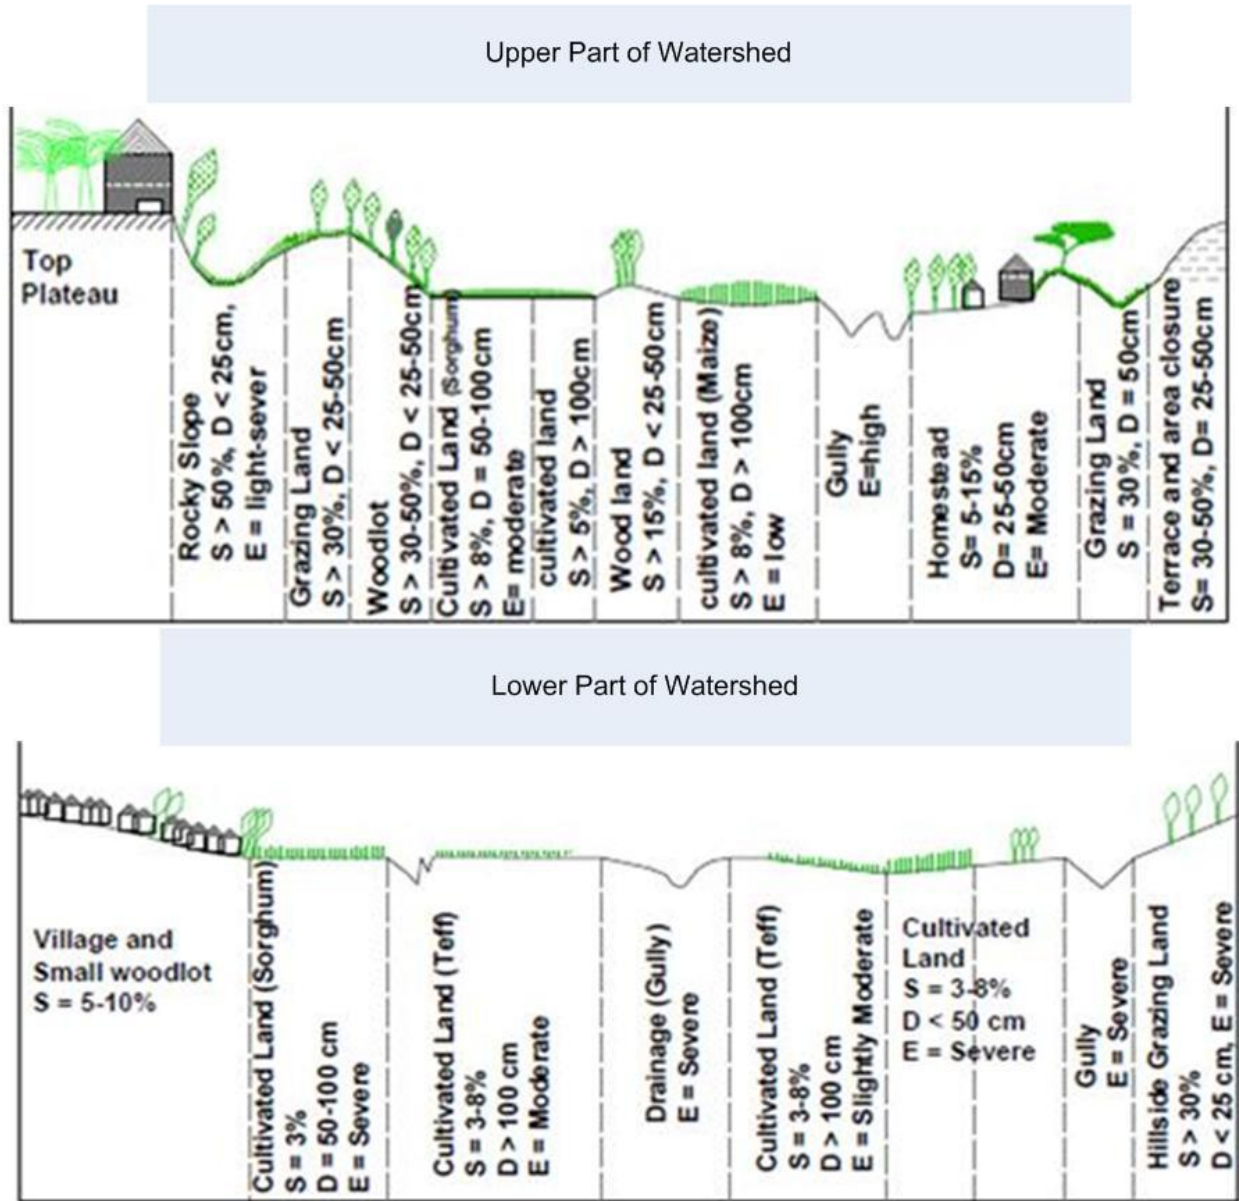 Upper Part of Watershed
Top
Plateau
Rocky Slope
S > 50%, D < 25cm,
E = light-sever
Grazing Land
S > 30%, D < 25-50cm
Woodlot
S > 30-50%, D < 25-50cm
Cultivated Land (Sorghum)
S > 8%, D = 50-100cm
E= moderate
cultivated land
S > 5%, D > 100cm
Wood land
S > 15%, D < 25-50cm
cultivated land (Maize)
S > 8%, D > 100cm
E = low
Gully
E=high
Homestead
S= 5-15%
D= 25-50cm
E= Moderate
Grazing Land
S = 30%, D = 50cm
Terrace and area closure
S= 30-50%, D= 25-50cm
Lower Part of Watershed
Village and
Small woodlot
S = 5-10%
Cultivated Land (Sorghum)
S = 3%
D = 50-100 cm
E = Severe
Cultivated Land (Teff)
S = 3-8%
D > 100 cm
E = Moderate
Drainage (Gully)
E = Severe
Cultivated Land (Teff)
S = 3-8%
D > 100 cm
E = Slightly Moderate
Cultivated
Land
S = 3-8%
D < 50 cm
E = Severe
Gully
E = Severe
Hillside Grazing Land
S > 30%
D < 25 cm, E = Severe